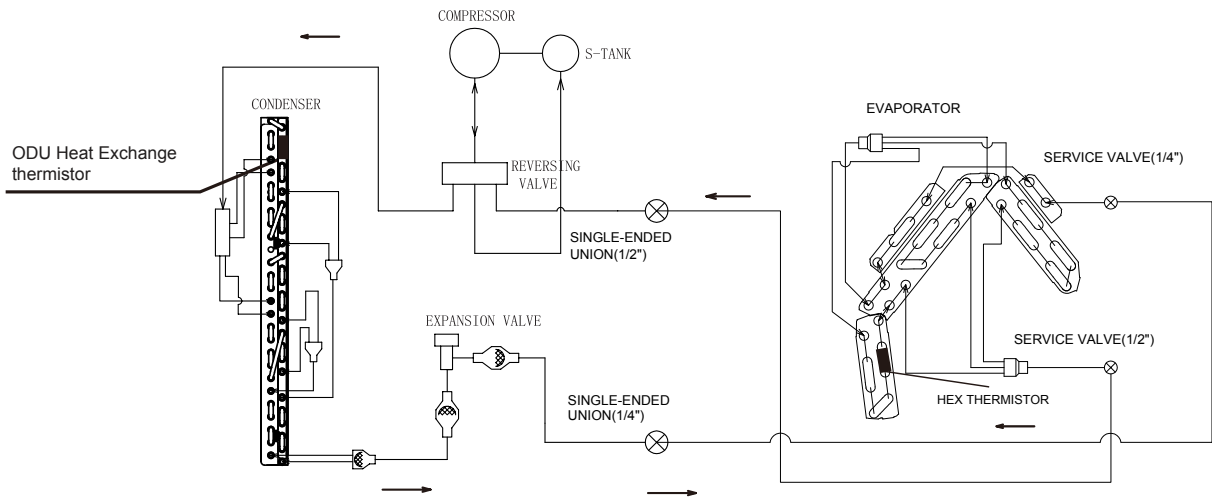 COMPRESSOR
S-TANK
CONDENSER
EVAPORATOR
ODU Heat Exchange
thermistor
SERVICE VALVE(1/4")
REVERSING
VALVE
SINGLE-ENDED
UNION(1/2")
EXPANSION VALVE
SERVICE VALVE(1/2")
SINGLE-ENDED
UNION(1/4")
HEX THERMISTOR